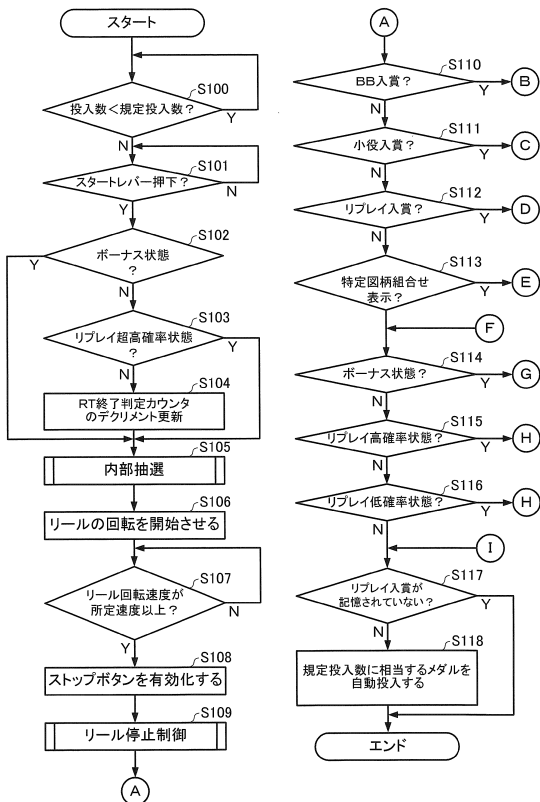 スタート
S100
投入数＜規定投入数？
Y
N
S101
スタートレバー押下？
N
Y
S102
ボーナス状態
？
Y
N
S103
リプレイ超高確率状態
？
Y
N
S104
RT終了判定カウンタ
のデクリメント更新
S105
内部抽選
S106
リールの回転を開始させる
S107
リール回転速度が
所定速度以上？
N
Y
S108
ストップボタンを有効化する
S109
リール停止制御
A
A
S110
BB入賞？
Y
B
N
S111
小役入賞？
Y
C
N
S112
リプレイ入賞？
Y
D
N
S113
特定図柄組合せ
表示？
Y
E
N
F
S114
ボーナス状態？
Y
G
N
S115
リプレイ高確率状態？
Y
H
N
S116
リプレイ低確率状態？
Y
H
N
I
S117
リプレイ入賞が
記憶されていない？
Y
N
S118
規定投入数に相当するメダルを
自動投入する
エンド